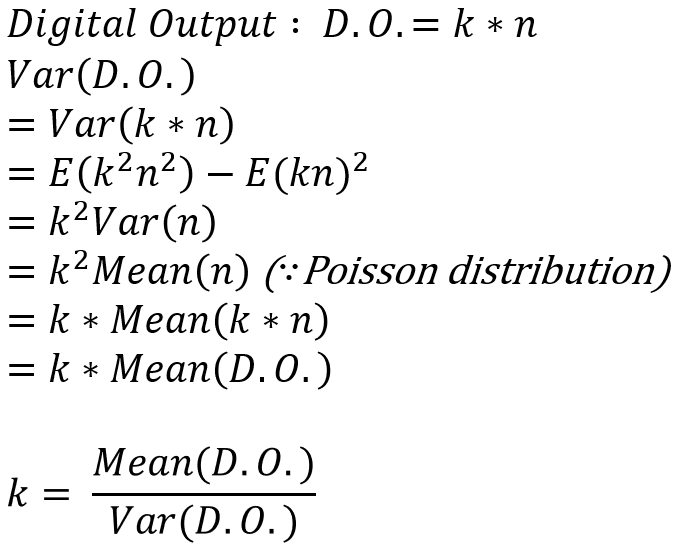 Digital Output : D.O.= k * n
Var(D.O.)
= Var(k * n)
= E(k²n²) − E(kn)²
= k²Var(n)
= k²Mean(n) (∵Poisson distribution)
= k * Mean(k * n)
= k * Mean(D.O.)
k = Mean(D.O.) / Var(D.O.)